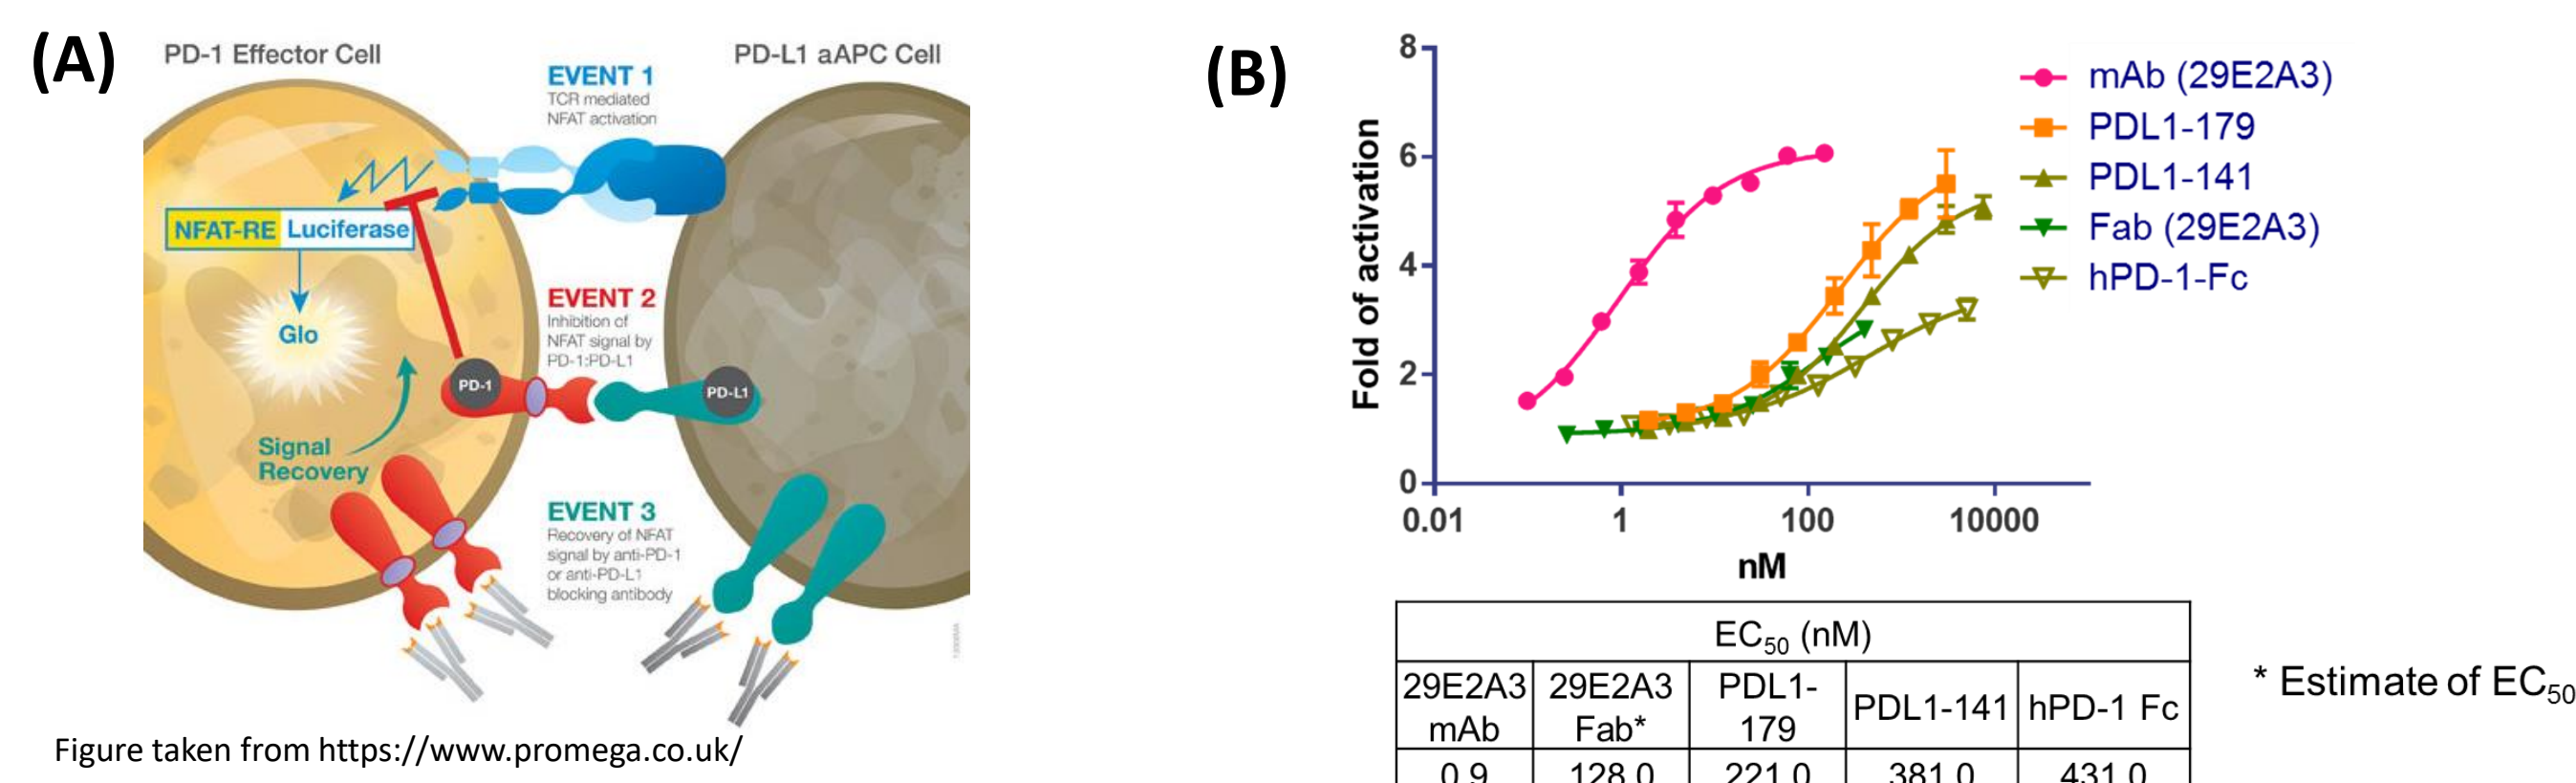 (A)
PD-1 Effector Cell
PD-L1 aAPC Cell
EVENT 1
TCR mediated
NFAT activation
NFAT-RE Luciferase
Glo
EVENT 2
Inhibition of
NFAT signal by
PD-1:PD-L1
PD-1
PD-L1
Signal
Recovery
EVENT 3
Recovery of NFAT
signal by anti-PD-1
or anti-PD-L1
blocking antibody
Figure taken from https://www.promega.co.uk/
(B)
Fold of activation
8
6
4
2
0
0.01 1 100 10000
nM
mAb (29E2A3)
PDL1-179
PDL1-141
Fab (29E2A3)
hPD-1-Fc
EC50 (nM)
29E2A3 mAb
29E2A3 Fab*
PDL1-179
PDL1-141
hPD-1 Fc
0.9 128.0 221.0 381.0 431.0
* Estimate of EC50